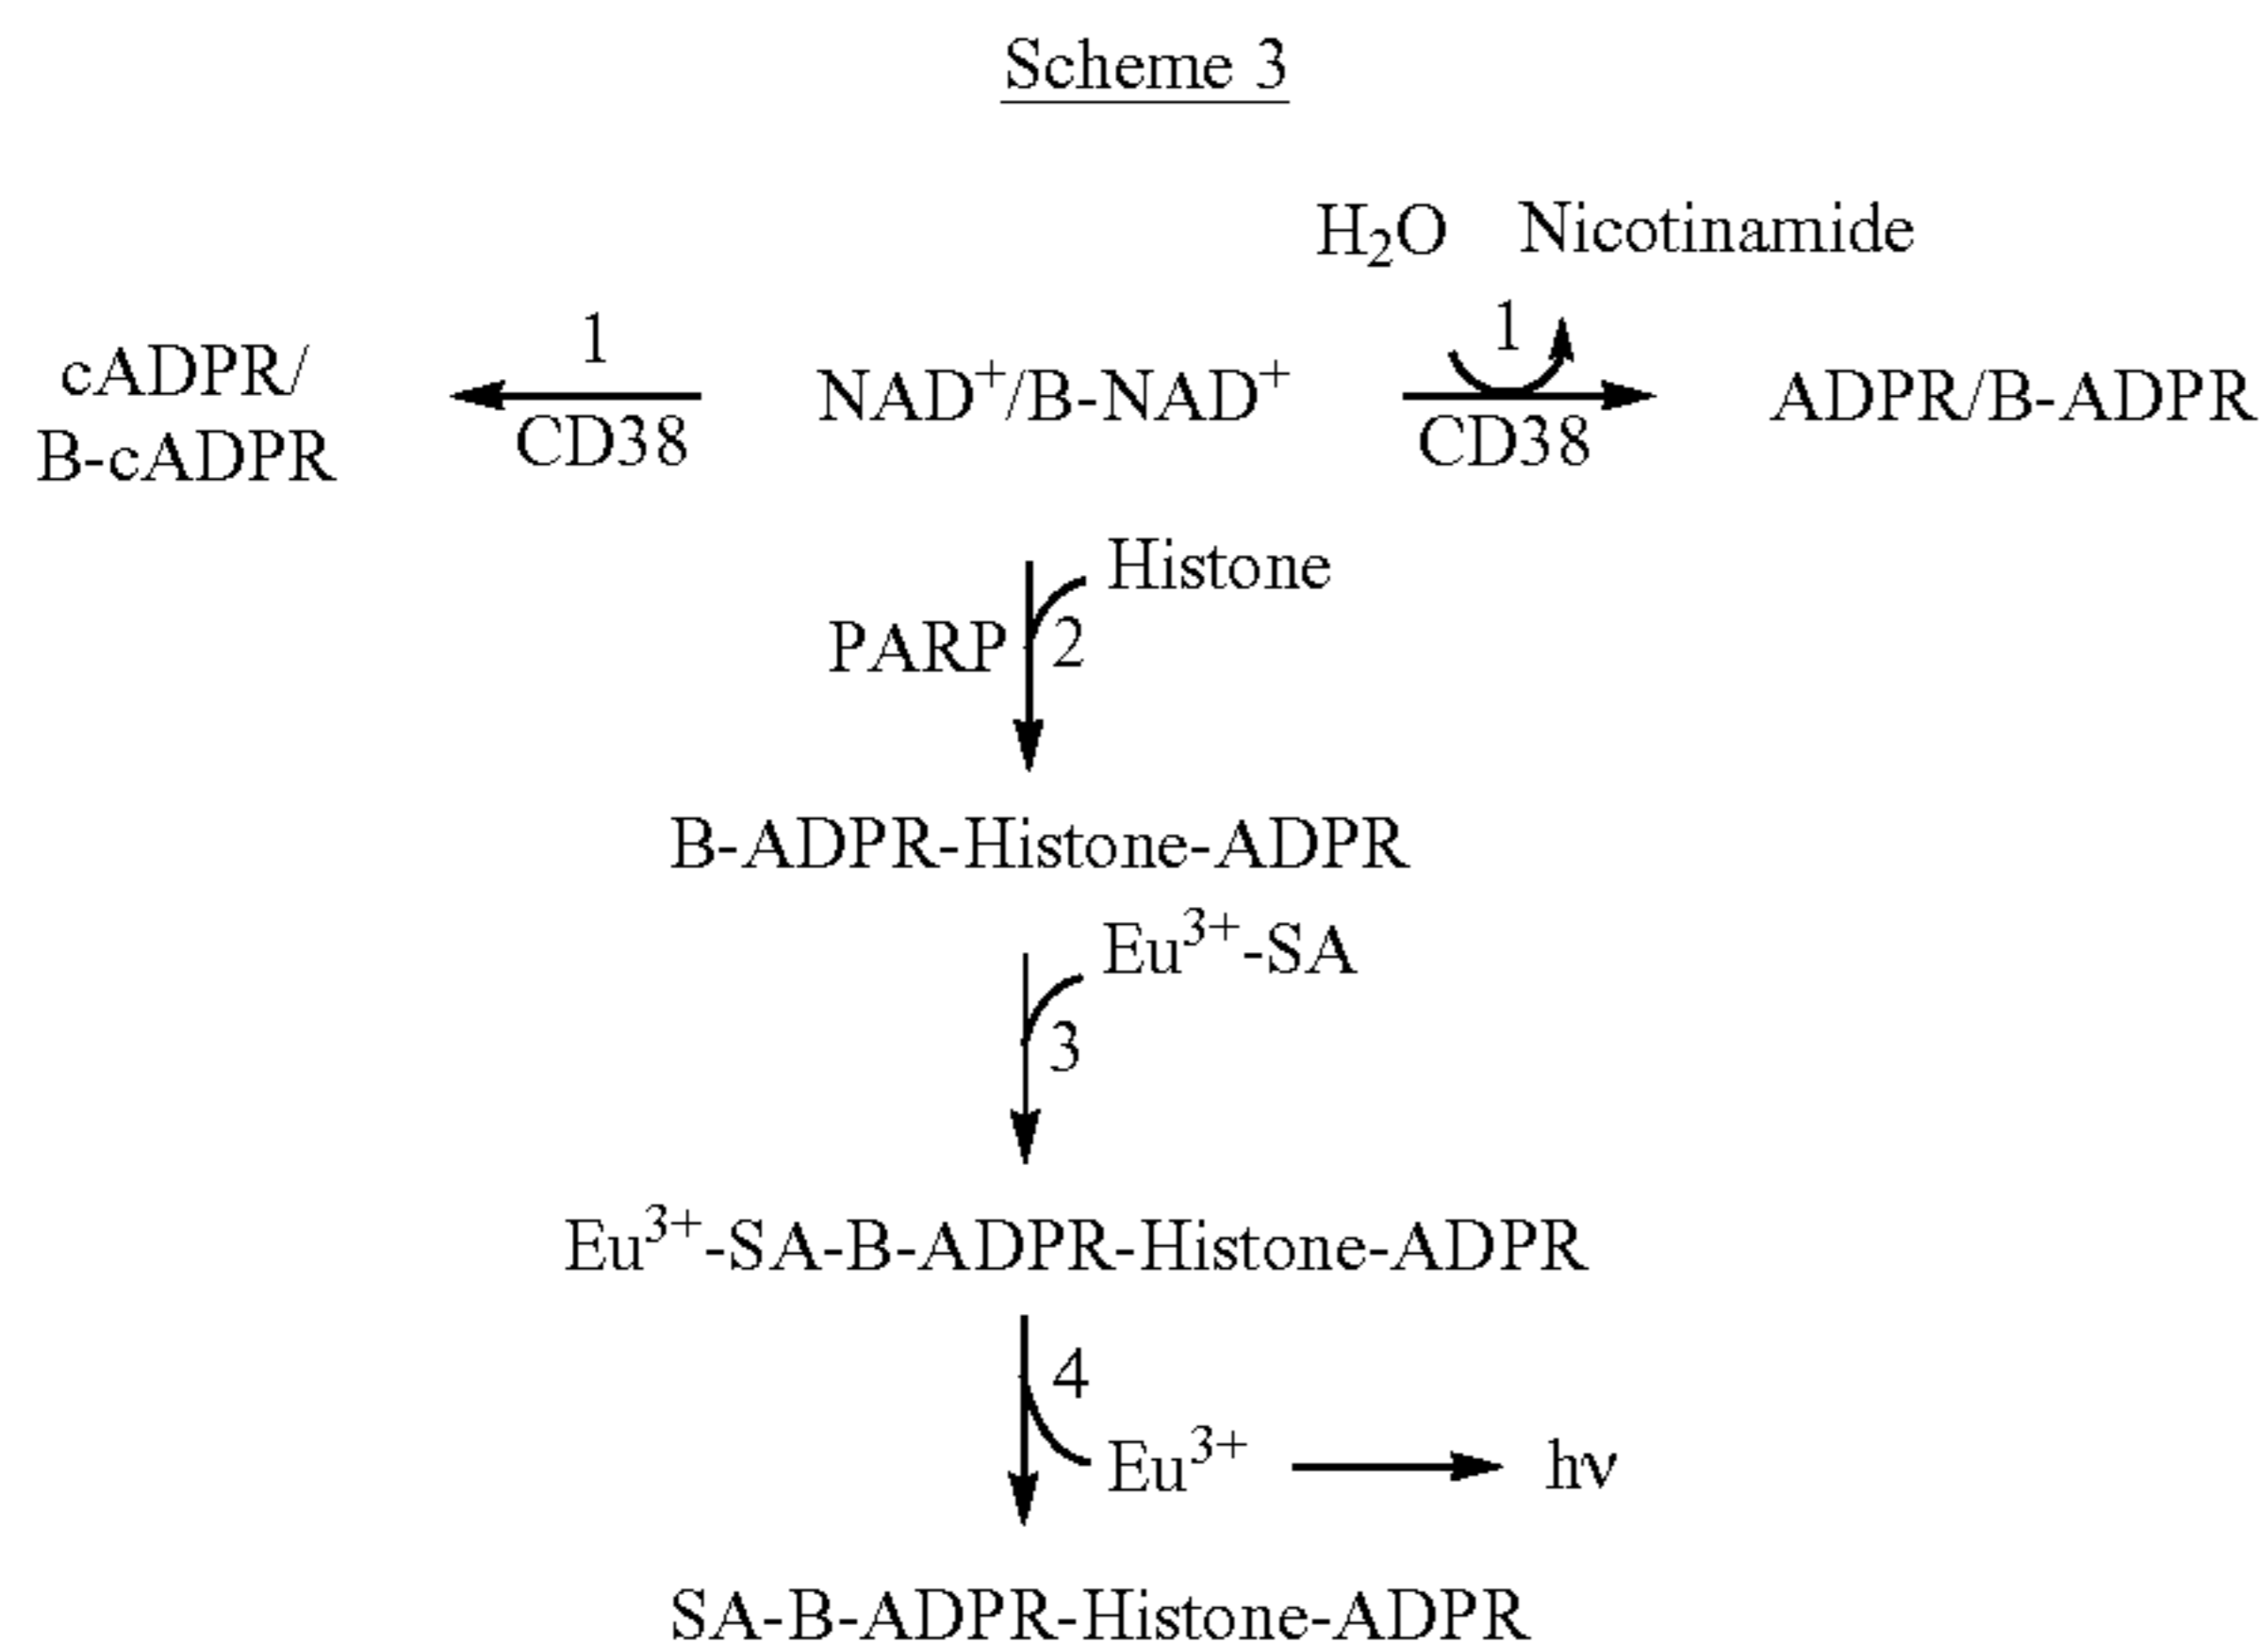 Scheme 3
H₂O Nicotinamide
1 1
cADPR/ NAD⁺/B-NAD⁺ ADPR/B-ADPR
B-cADPR CD38 CD38
Histone
PARP 2
B-ADPR-Histone-ADPR
Eu³⁺-SA
3
Eu³⁺-SA-B-ADPR-Histone-ADPR
4
Eu³⁺ hν
SA-B-ADPR-Histone-ADPR